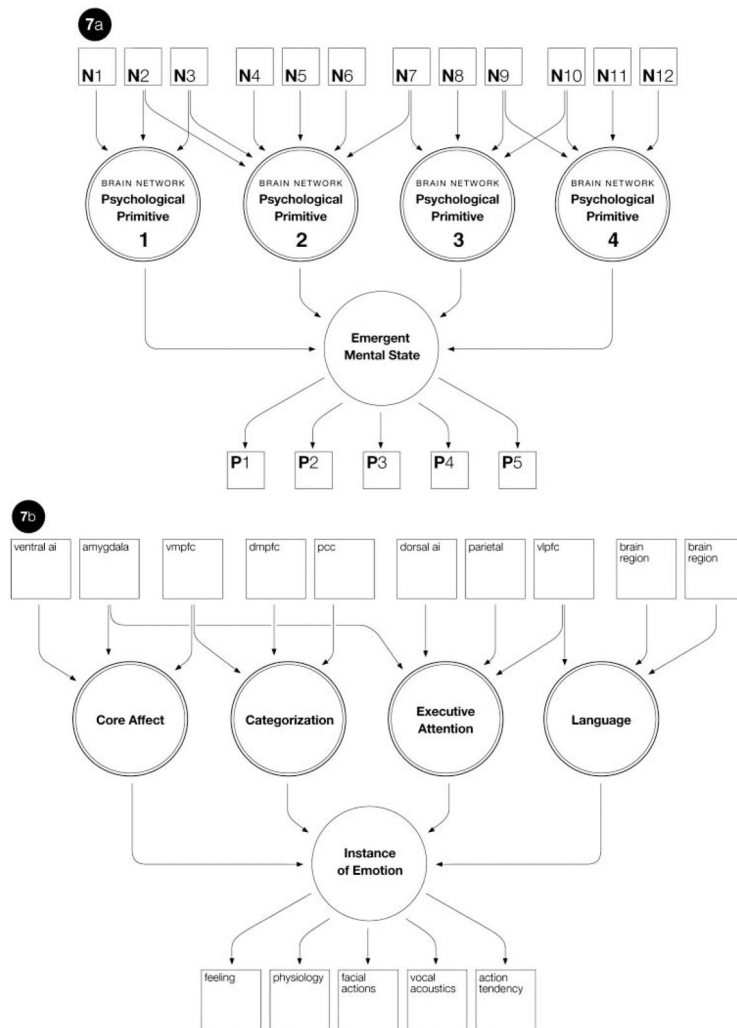 7a
N1 N2 N3 N4 N5 N6 N7 N8 N9 N10 N11 N12
BRAIN NETWORK BRAIN NETWORK BRAIN NETWORK BRAIN NETWORK
Psychological Psychological Psychological Psychological
Primitive Primitive Primitive Primitive
1 2 3 4
Emergent
Mental State
P1 P2 P3 P4 P5
7b
ventral ai amygdala vmpfc dmpfc pcc dorsal ai parietal vlpfc brain brain
region region
Core Affect Categorization Executive Language
Attention
Instance
of Emotion
feeling physiology facial vocal action
actions acoustics tendency